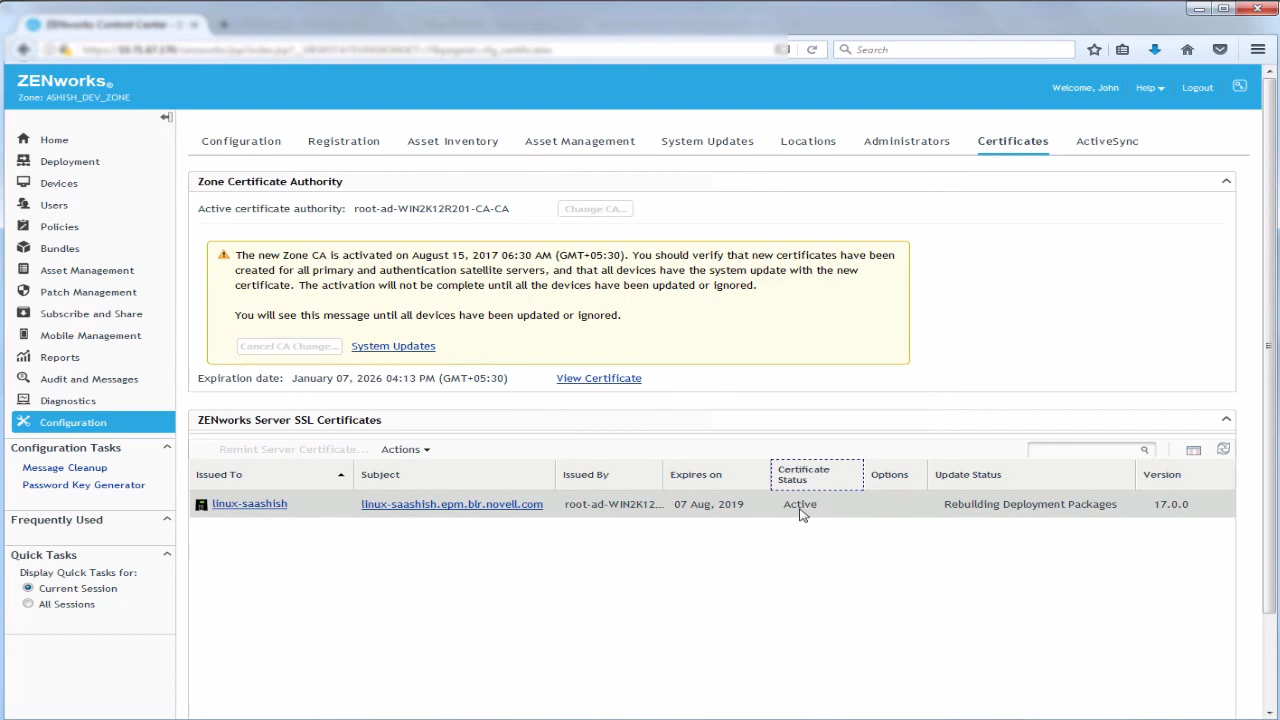 ZENworks Control Center - Z
Search
ZENworks®
Zone: ASHISH_DEV_ZONE
Welcome, John
Help
Logout
Home
Deployment
Devices
Users
Policies
Bundles
Asset Management
Patch Management
Subscribe and Share
Mobile Management
Reports
Audit and Messages
Diagnostics
Configuration
Configuration Tasks
Message Cleanup
Password Key Generator
Frequently Used
Quick Tasks
Display Quick Tasks for:
Current Session
All Sessions
Configuration
Registration
Asset Inventory
Asset Management
System Updates
Locations
Administrators
Certificates
ActiveSync
Zone Certificate Authority
Active certificate authority: root-ad-WIN2K12R201-CA-CA
Change CA...
The new Zone CA is activated on August 15, 2017 06:30 AM (GMT+05:30). You should verify that new certificates have been
created for all primary and authentication satellite servers, and that all devices have the system update with the new
certificate. The activation will not be complete until all the devices have been updated or ignored.
You will see this message until all devices have been updated or ignored.
Cancel CA Change...
System Updates
Expiration date: January 07, 2026 04:13 PM (GMT+05:30)
View Certificate
ZENworks Server SSL Certificates
Remint Server Certificate...
Actions
Issued To
Subject
Issued By
Expires on
Certificate
Status
Options
Update Status
Version
linux-saashish
linux-saashish.epm.blr.novell.com
root-ad-WIN2K12...
07 Aug, 2019
Active
Rebuilding Deployment Packages
17.0.0